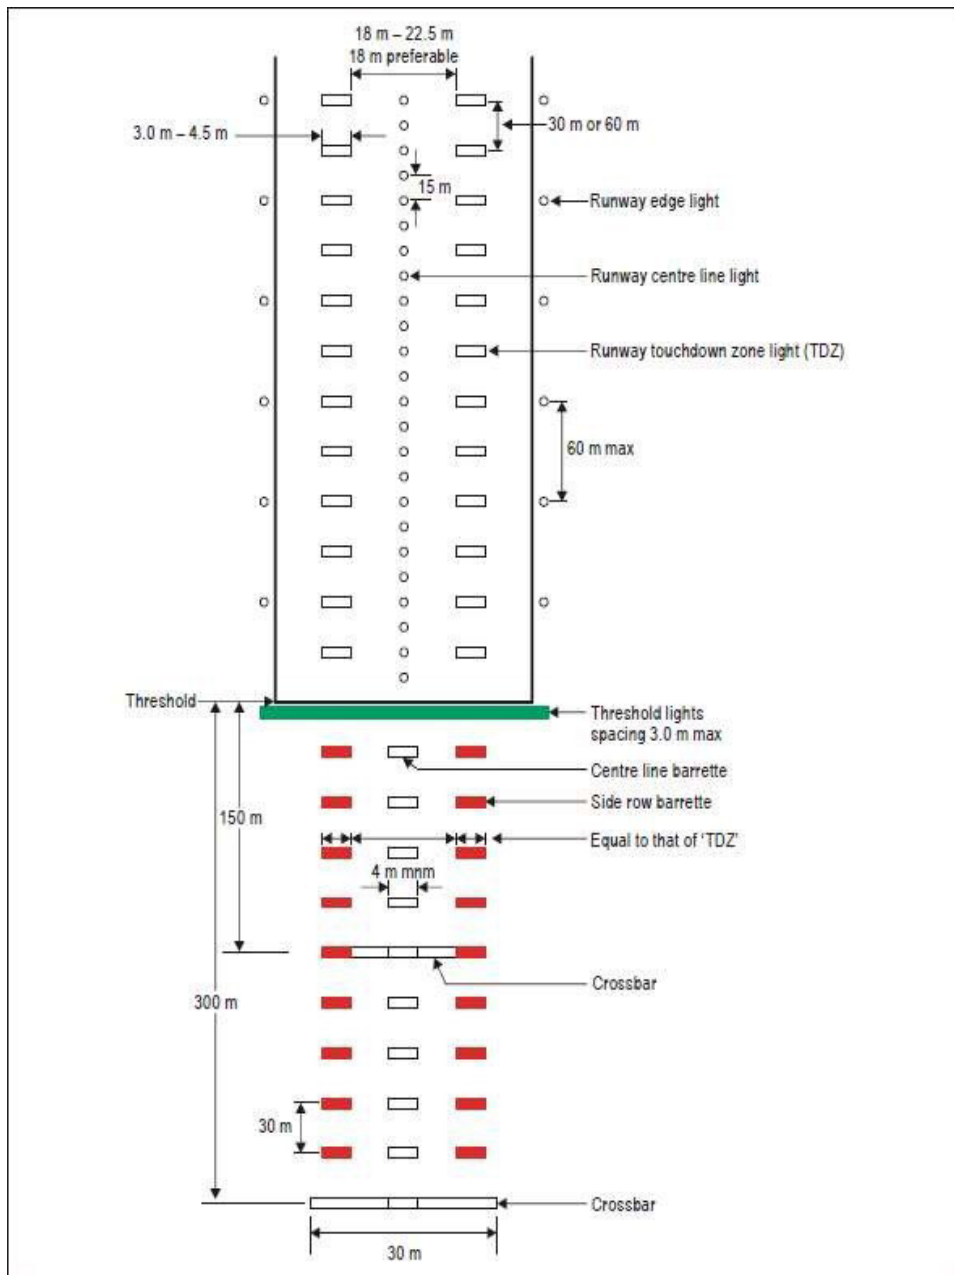 18 m – 22.5 m
18 m preferable
3.0 m – 4.5 m
30 m or 60 m
15 m
Runway edge light
Runway centre line light
Runway touchdown zone light (TDZ)
60 m max
Threshold
Threshold lights
spacing 3.0 m max
Centre line barrette
Side row barrette
150 m
Equal to that of ‘TDZ’
4 m mnm
Crossbar
300 m
30 m
Crossbar
30 m